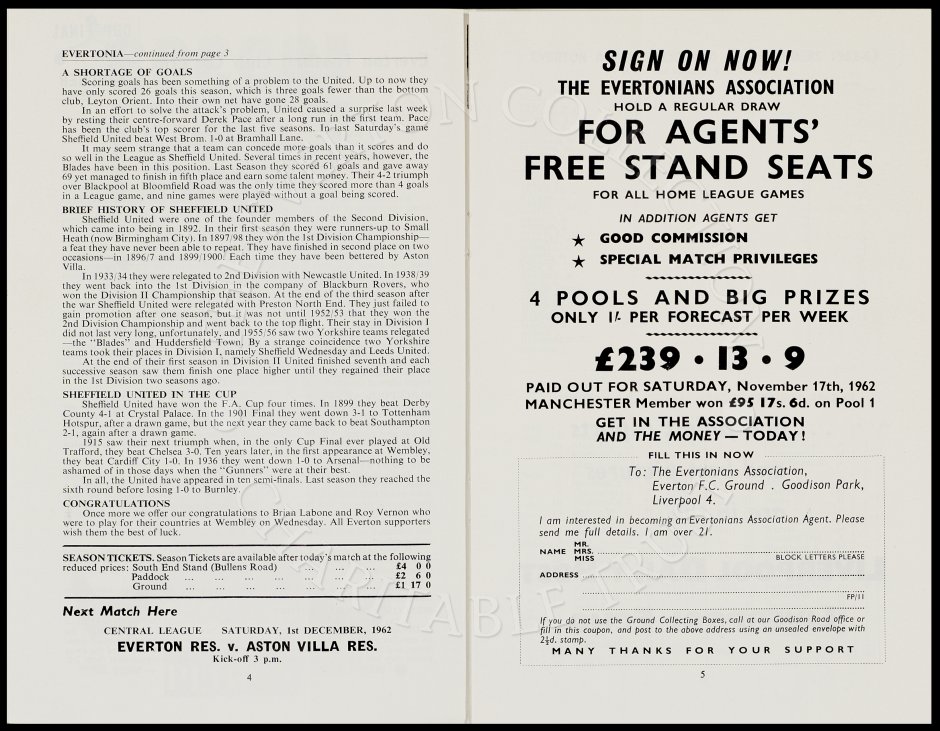 EVERTONIA—continued from page 3
A SHORTAGE OF GOALS
Scoring goals has been something of a problem to the United. Up to now they
have only scored 26 goals this season, which is three goals fewer than the bottom
club, Leyton Orient. Into their own net have gone 28 goals.
In an effort to solve the attack's problem, United caused a surprise last week
by resting their centre-forward Derek Pace after a long run in the first team. Pace
has been the club's top scorer for the last five seasons. In last Saturday's game
Sheffield United beat West Brom. 1-0 at Bramhall Lane.
It may seem strange that a team can concede more goals than it scores and do
so well in the League as Sheffield United. Several times in recent years, however, the
Blades have been in this position. Last Season they scored 61 goals and gave away
69 yet managed to finish in fifth place and earn some talent money. Their 4-2 triumph
over Blackpool at Bloomfield Road was the only time they scored more than 4 goals
in a League game, and nine games were played without a goal being scored.
BRIEF HISTORY OF SHEFFIELD UNITED
Sheffield United were one of the founder members of the Second Division,
which came into being in 1892. In their first season they were runners-up to Small
Heath (now Birmingham City). In 1897/98 they won the 1st Division Championship—
a feat they have never been able to repeat. They have finished in second place on two
occasions—in 1896/7 and 1899/1900. Each time they have been bettered by Aston
Villa.
In 1933/34 they were relegated to 2nd Division with Newcastle United. In 1938/39
they went back into the 1st Division in the company of Blackburn Rovers, who
won the Division II Championship that season. At the end of the third season after
the war Sheffield United were relegated with Preston North End. They just failed to
gain promotion after one season, but it was not until 1952/53 that they won the
2nd Division Championship and went back to the top flight. Their stay in Division I
did not last very long, unfortunately, and 1955/56 saw two Yorkshire teams relegated
—the "Blades" and Huddersfield Town. By a strange coincidence two Yorkshire
teams took their places in Division I, namely Sheffield Wednesday and Leeds United.
At the end of their first season in Division II United finished seventh and each
successive season saw them finish one place higher until they regained their place
in the 1st Division two seasons ago.
SHEFFIELD UNITED IN THE CUP
Sheffield United have won the F.A. Cup four times. In 1899 they beat Derby
County 4-1 at Crystal Palace. In the 1901 Final they went down 3-1 to Tottenham
Hotspur, after a drawn game, but the next year they came back to beat Southampton
2-1, again after a drawn game.
1915 saw their next triumph when, in the only Cup Final ever played at Old
Trafford, they beat Chelsea 3-0. Ten years later, in the first appearance at Wembley,
they beat Cardiff City 1-0. In 1936 they went down 1-0 to Arsenal—nothing to be
ashamed of in those days when the "Gunners" were at their best.
In all, the United have appeared in ten semi-finals. Last season they reached the
sixth round before losing 1-0 to Burnley.
CONGRATULATIONS
Once more we offer our congratulations to Brian Labone and Roy Vernon who
were to play for their countries at Wembley on Wednesday. All Everton supporters
wish them the best of luck.
SEASON TICKETS. Season Tickets are available after today's match at the following
reduced prices: South End Stand (Bullens Road) ... ... ... £4 0 0
Paddock ... ... ... ... ... ... £2 6 0
Ground ... ... ... ... ... ... £1 17 0
Next Match Here
CENTRAL LEAGUE SATURDAY, 1st DECEMBER, 1962
EVERTON RES. v. ASTON VILLA RES.
Kick-off 3 p.m.
4
SIGN ON NOW!
THE EVERTONIANS ASSOCIATION
HOLD A REGULAR DRAW
FOR AGENTS'
FREE STAND SEATS
FOR ALL HOME LEAGUE GAMES
IN ADDITION AGENTS GET
★ GOOD COMMISSION
★ SPECIAL MATCH PRIVILEGES
4 POOLS AND BIG PRIZES
ONLY 1/- PER FORECAST PER WEEK
£239 · 13 · 9
PAID OUT FOR SATURDAY, November 17th, 1962
MANCHESTER Member won £95 17s. 6d. on Pool 1
GET IN THE ASSOCIATION
AND THE MONEY — TODAY!
FILL THIS IN NOW
To: The Evertonians Association,
Everton F.C. Ground . Goodison Park,
Liverpool 4.
I am interested in becoming an Evertonians Association Agent. Please
send me full details. I am over 21.
MR.
NAME MRS.
MISS BLOCK LETTERS PLEASE
ADDRESS
FP/11
If you do not use the Ground Collecting Boxes, call at our Goodison Road office or
fill in this coupon, and post to the above address using an unsealed envelope with
2½d. stamp.
MANY THANKS FOR YOUR SUPPORT
5